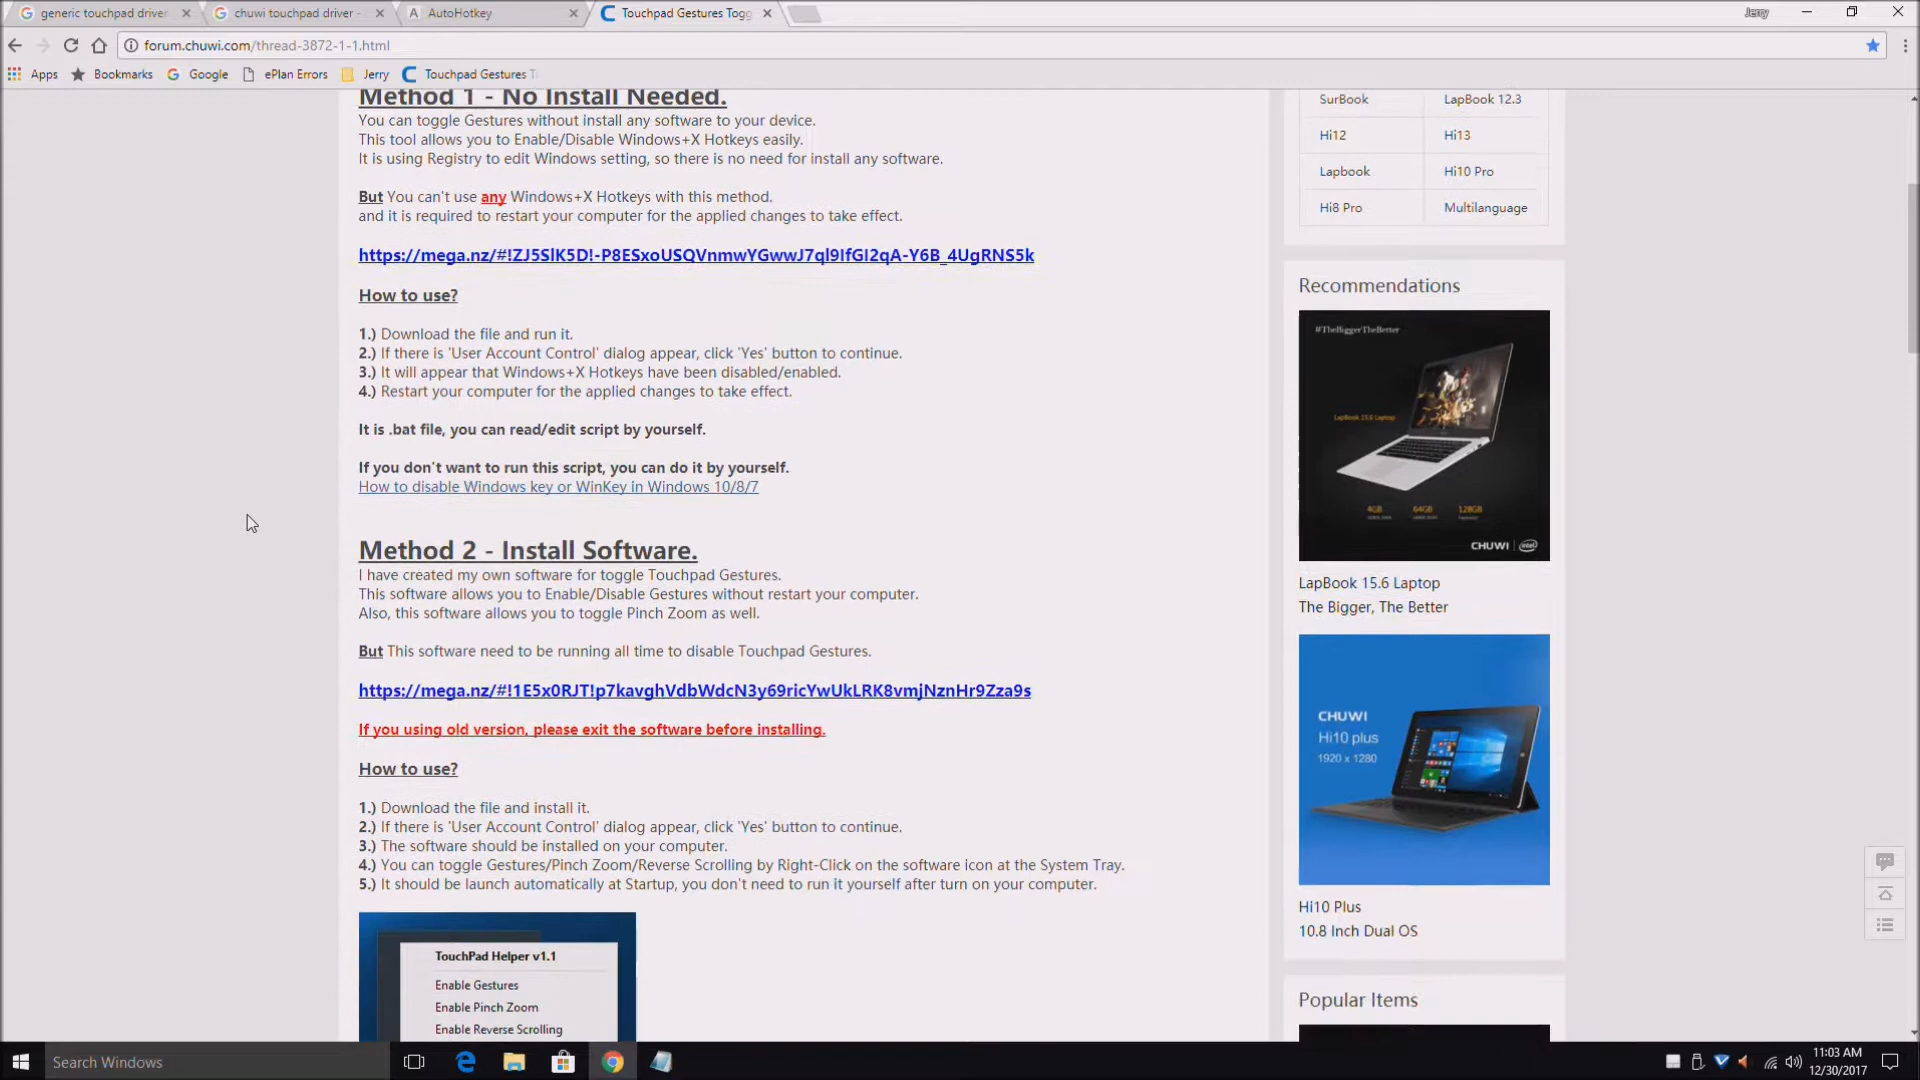 generic touchpad driver
chuwi touchpad driver -
AutoHotkey
Touchpad Gestures Togg
Jerry
forum.chuwi.com/thread-3872-1-1.html
Apps
Bookmarks
Google
ePlan Errors
Jerry
Touchpad Gestures T
Method 1 - No Install Needed.
You can toggle Gestures without install any software to your device.
This tool allows you to Enable/Disable Windows+X Hotkeys easily.
It is using Registry to edit Windows setting, so there is no need for install any software.
But You can't use any Windows+X Hotkeys with this method.
and it is required to restart your computer for the applied changes to take effect.
https://mega.nz/#!ZJ5SlK5D!-P8ESxoUSQVnmwYGwwJ7ql9IfGI2qA-Y6B_4UgRNS5k
How to use?
1.) Download the file and run it.
2.) If there is 'User Account Control' dialog appear, click 'Yes' button to continue.
3.) It will appear that Windows+X Hotkeys have been disabled/enabled.
4.) Restart your computer for the applied changes to take effect.
It is .bat file, you can read/edit script by yourself.
If you don't want to run this script, you can do it by yourself.
How to disable Windows key or WinKey in Windows 10/8/7
Method 2 - Install Software.
I have created my own software for toggle Touchpad Gestures.
This software allows you to Enable/Disable Gestures without restart your computer.
Also, this software allows you to toggle Pinch Zoom as well.
But This software need to be running all time to disable Touchpad Gestures.
https://mega.nz/#!1E5x0RJT!p7kavghVdbWdcN3y69ricYwUkLRK8vmjNznHr9Zza9s
If you using old version, please exit the software before installing.
How to use?
1.) Download the file and install it.
2.) If there is 'User Account Control' dialog appear, click 'Yes' button to continue.
3.) The software should be installed on your computer.
4.) You can toggle Gestures/Pinch Zoom/Reverse Scrolling by Right-Click on the software icon at the System Tray.
5.) It should be launch automatically at Startup, you don't need to run it yourself after turn on your computer.
TouchPad Helper v1.1
Enable Gestures
Enable Pinch Zoom
Enable Reverse Scrolling
SurBook
LapBook 12.3
Hi12
Hi13
Lapbook
Hi10 Pro
Hi8 Pro
Multilanguage
Recommendations
#TheBiggerTheBetter
LapBook 15.6 Laptop
4GB
64GB
128GB
CHUWI
intel
LapBook 15.6 Laptop
The Bigger, The Better
CHUWI
Hi10 plus
1920 x 1280
Hi10 Plus
10.8 Inch Dual OS
Popular Items
Search Windows
11:03 AM
12/30/2017